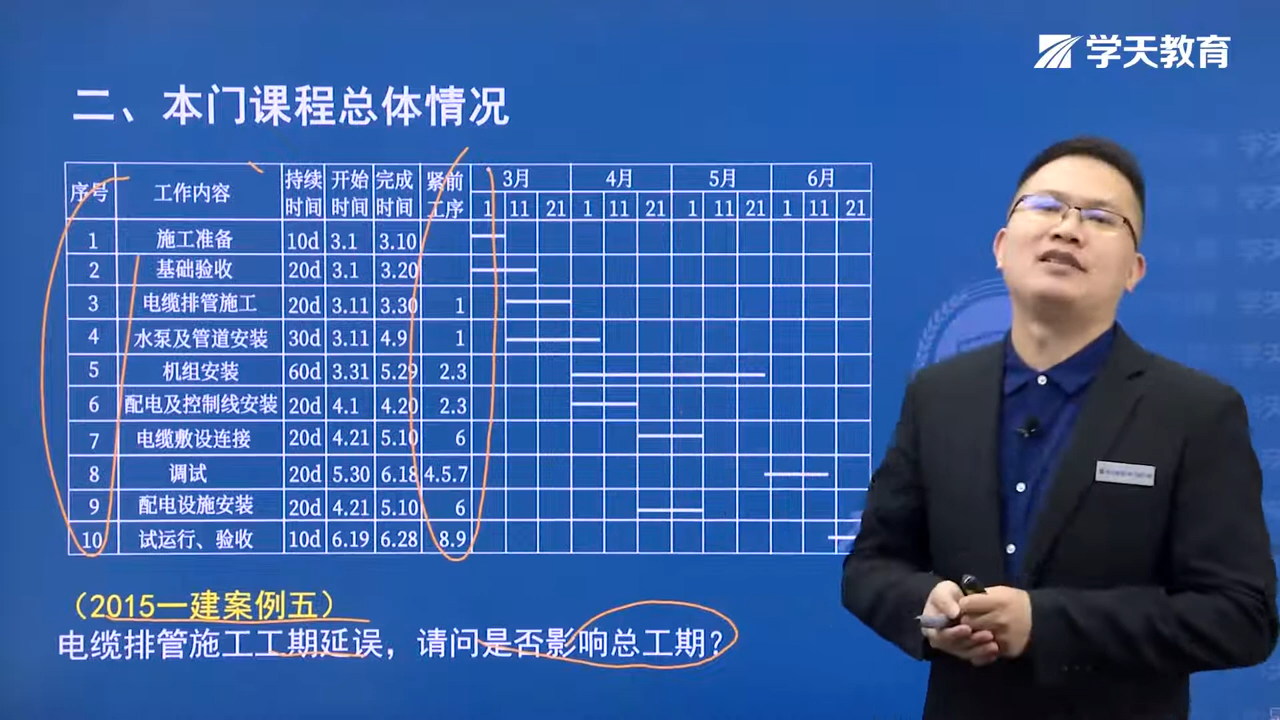 学天教育
二、本门课程总体情况
序号 工作内容 持续时间 开始时间 完成时间 紧前工序 3月 4月 5月 6月
1 11 21 1 11 21 1 11 21 1 11 21
1 施工准备 10d 3.1 3.10
2 基础验收 20d 3.1 3.20
3 电缆排管施工 20d 3.11 3.30 1
4 水泵及管道安装 30d 3.11 4.9 1
5 机组安装 60d 3.31 5.29 2.3
6 配电及控制线安装 20d 4.1 4.20 2.3
7 电缆敷设连接 20d 4.21 5.10 6
8 调试 20d 5.30 6.18 4.5.7
9 配电设施安装 20d 4.21 5.10 6
10 试运行、验收 10d 6.19 6.28 8.9
（2015一建案例五）
电缆排管施工工期延误，请问是否影响总工期？